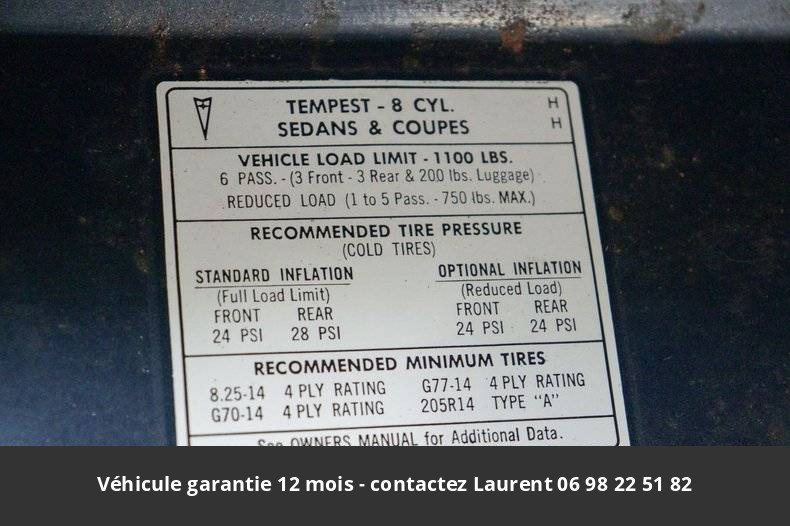 TEMPEST - 8 CYL. H
SEDANS & COUPES H
VEHICLE LOAD LIMIT - 1100 LBS.
6 PASS. - (3 Front - 3 Rear & 200 lbs. Luggage)
REDUCED LOAD (1 to 5 Pass. - 750 lbs. MAX.)
RECOMMENDED TIRE PRESSURE
(COLD TIRES)
STANDARD INFLATION OPTIONAL INFLATION
(Full Load Limit) (Reduced Load)
FRONT REAR FRONT REAR
24 PSI 28 PSI 24 PSI 24 PSI
RECOMMENDED MINIMUM TIRES
8.25-14 4 PLY RATING G77-14 4 PLY RATING
G70-14 4 PLY RATING 205R14 TYPE "A"
See OWNERS MANUAL for Additional Data.
Véhicule garantie 12 mois - contactez Laurent 06 98 22 51 82